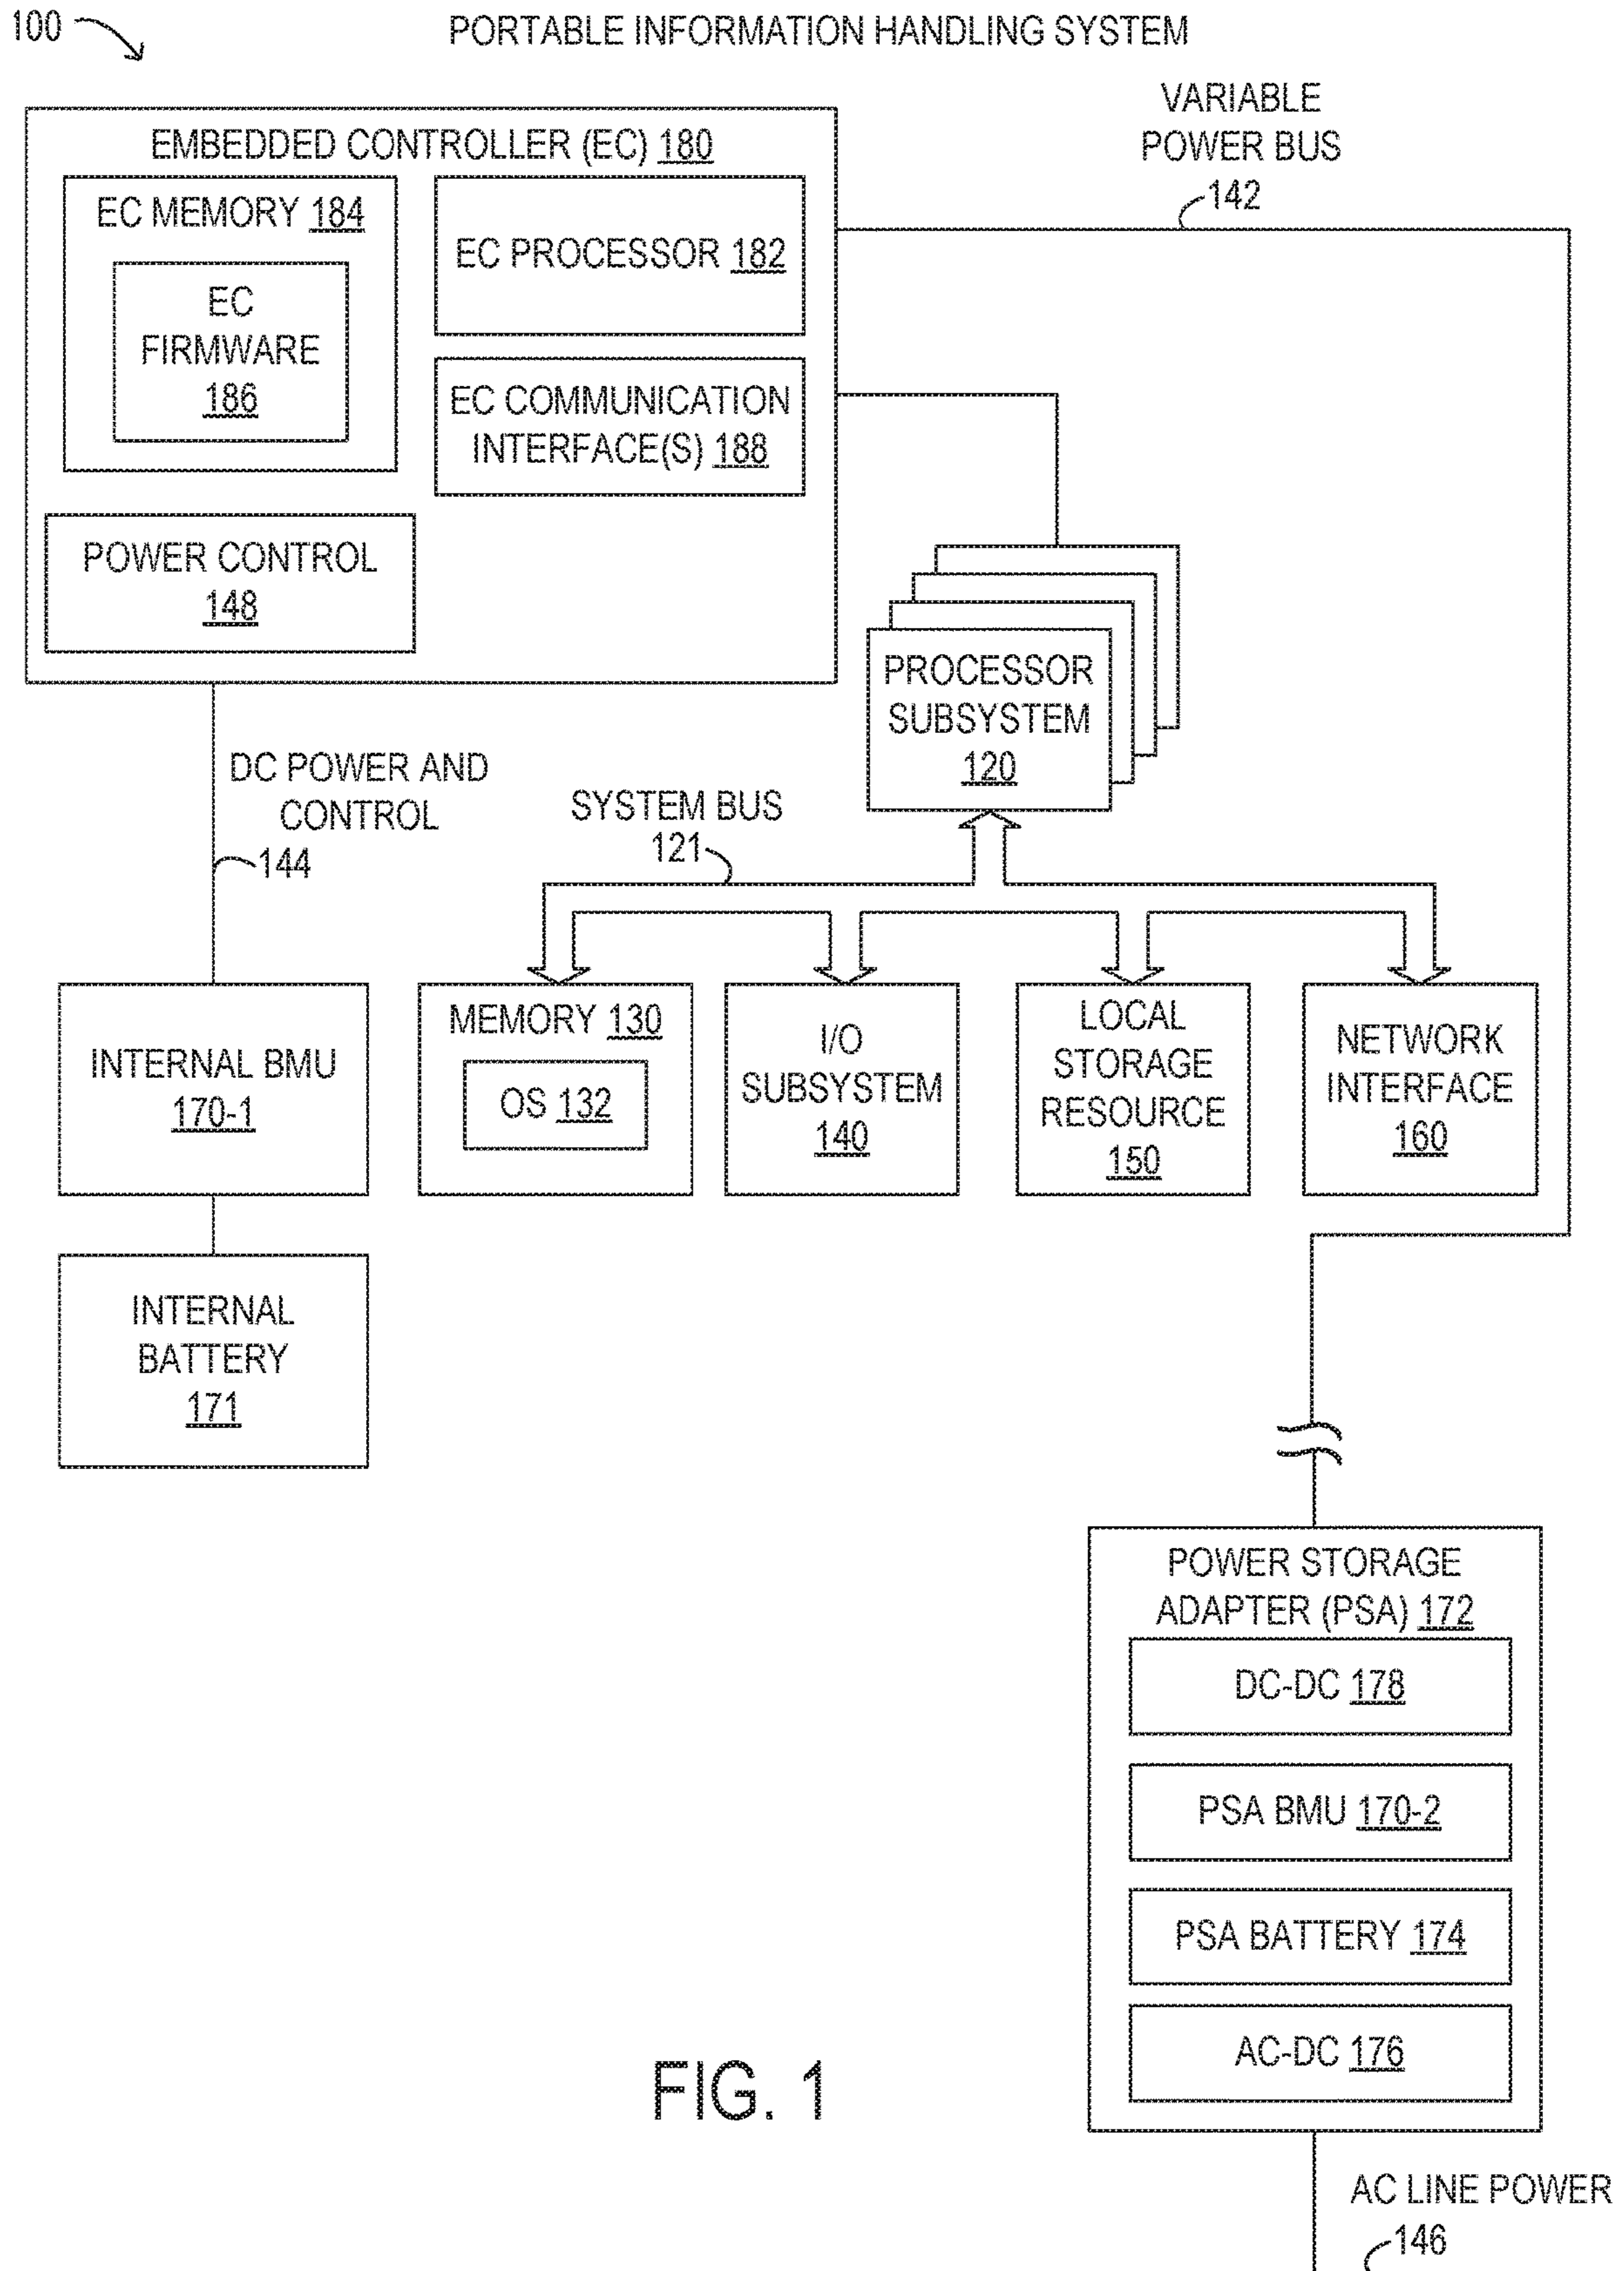 100
PORTABLE INFORMATION HANDLING SYSTEM
VARIABLE
POWER BUS
142
EMBEDDED CONTROLLER (EC) 180
EC MEMORY 184
EC
FIRMWARE
186
EC PROCESSOR 182
EC COMMUNICATION
INTERFACE(S) 188
POWER CONTROL
148
PROCESSOR
SUBSYSTEM
120
DC POWER AND
CONTROL
144
SYSTEM BUS
121
INTERNAL BMU
170-1
MEMORY 130
OS 132
I/O
SUBSYSTEM
140
LOCAL
STORAGE
RESOURCE
150
NETWORK
INTERFACE
160
INTERNAL
BATTERY
171
POWER STORAGE
ADAPTER (PSA) 172
DC-DC 178
PSA BMU 170-2
PSA BATTERY 174
AC-DC 176
FIG. 1
AC LINE POWER
146